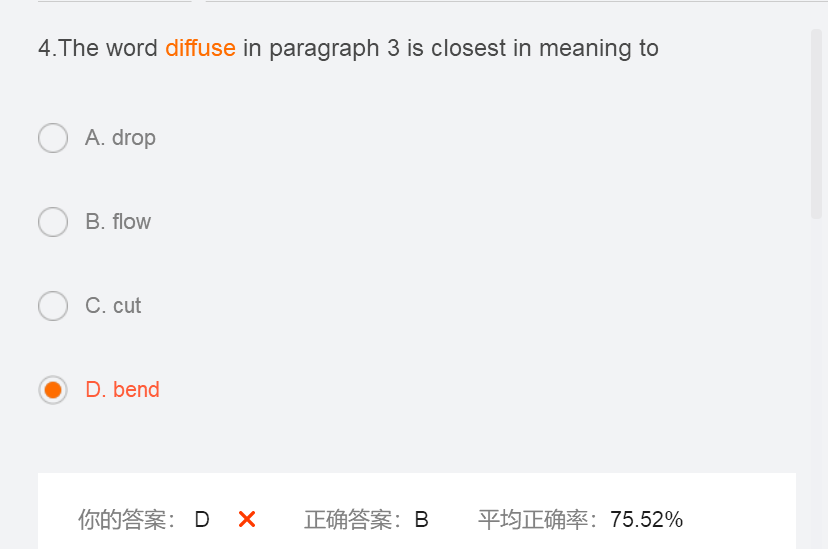 4.The word diffuse in paragraph 3 is closest in meaning to
A. drop
B. flow
C. cut
D. bend
你的答案： D 正确答案： B 平均正确率： 75.52%